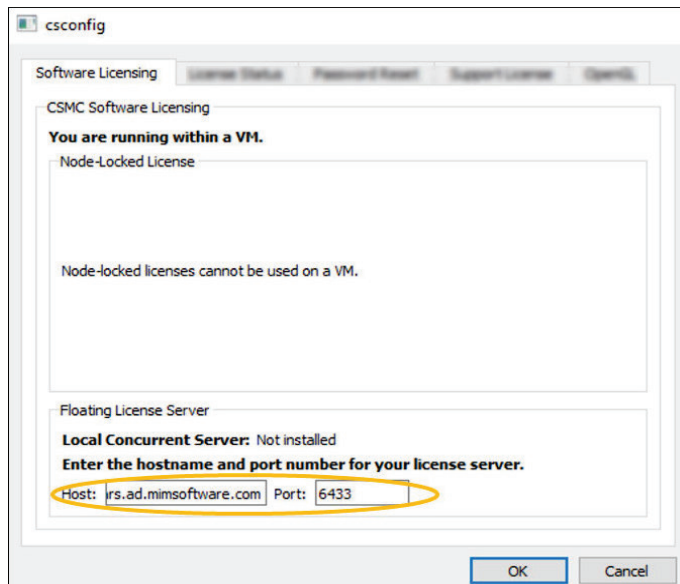 csconfig
Software Licensing
CSMC Software Licensing
You are running within a VM.
Node-Locked License
Node-locked licenses cannot be used on a VM.
Floating License Server
Local Concurrent Server: Not installed
Enter the hostname and port number for your license server.
Host: rs.ad.mimsoftware.com Port: 6433
OK Cancel